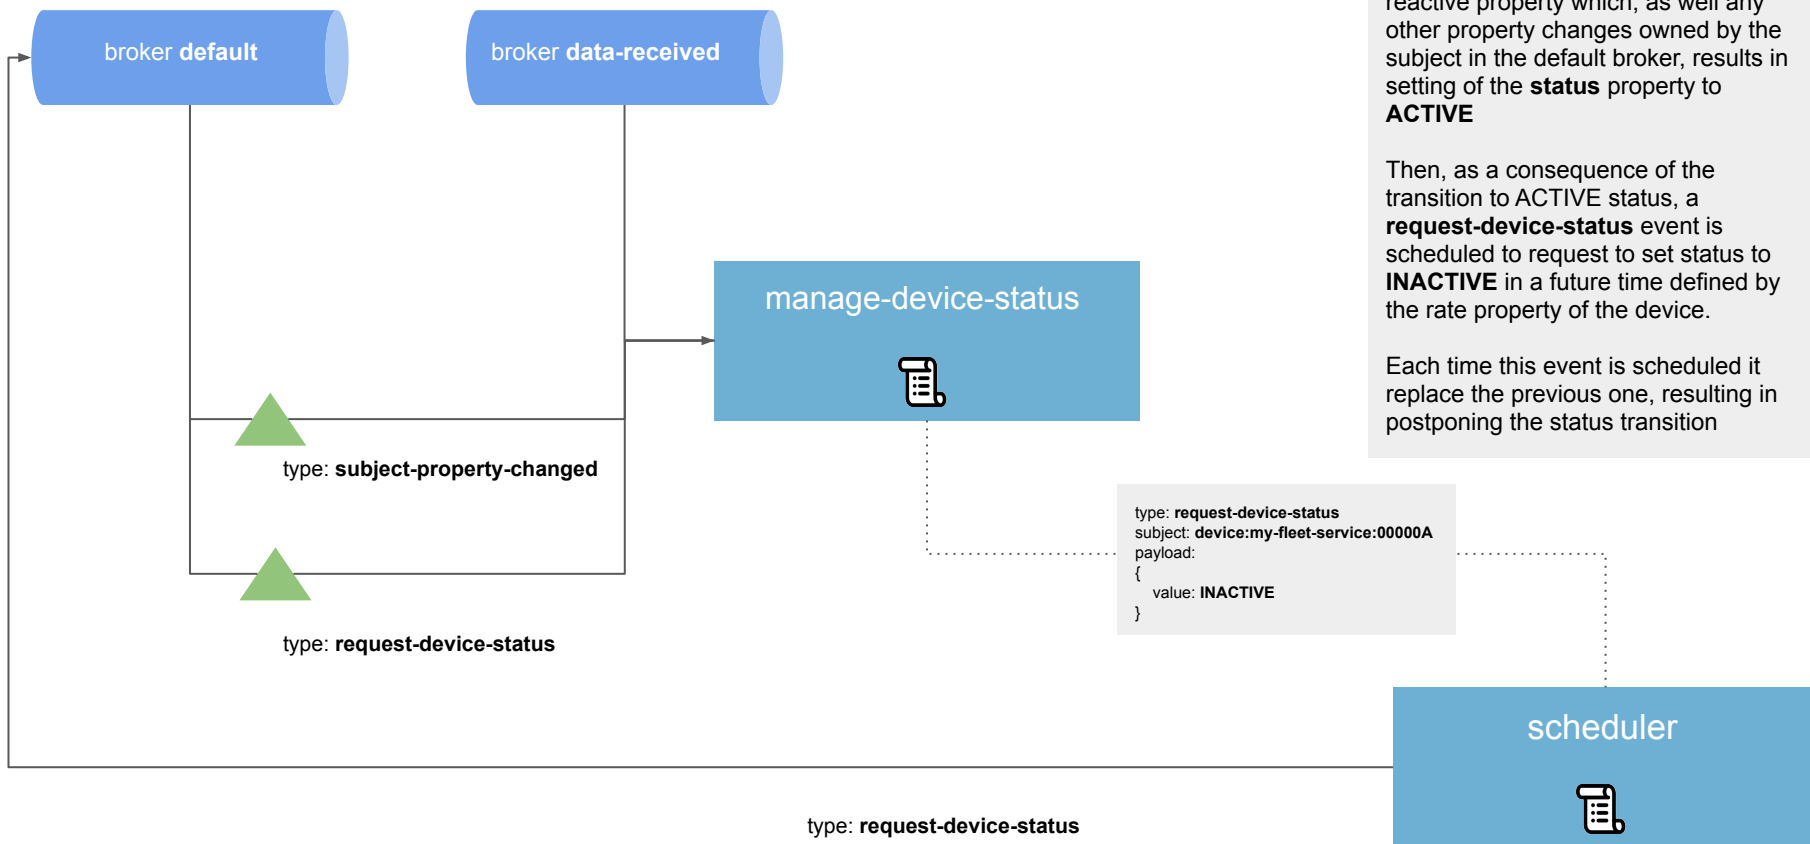 broker default
broker data-received
reactive property which, as well any
other property changes owned by the
subject in the default broker, results in
setting of the status property to
ACTIVE
Then, as a consequence of the
transition to ACTIVE status, a
request-device-status event is
scheduled to request to set status to
INACTIVE in a future time defined by
the rate property of the device.
Each time this event is scheduled it
replace the previous one, resulting in
postponing the status transition
manage-device-status
type: subject-property-changed
type: request-device-status
subject: device:my-fleet-service:00000A
payload:
{
value: INACTIVE
}
type: request-device-status
scheduler
type: request-device-status